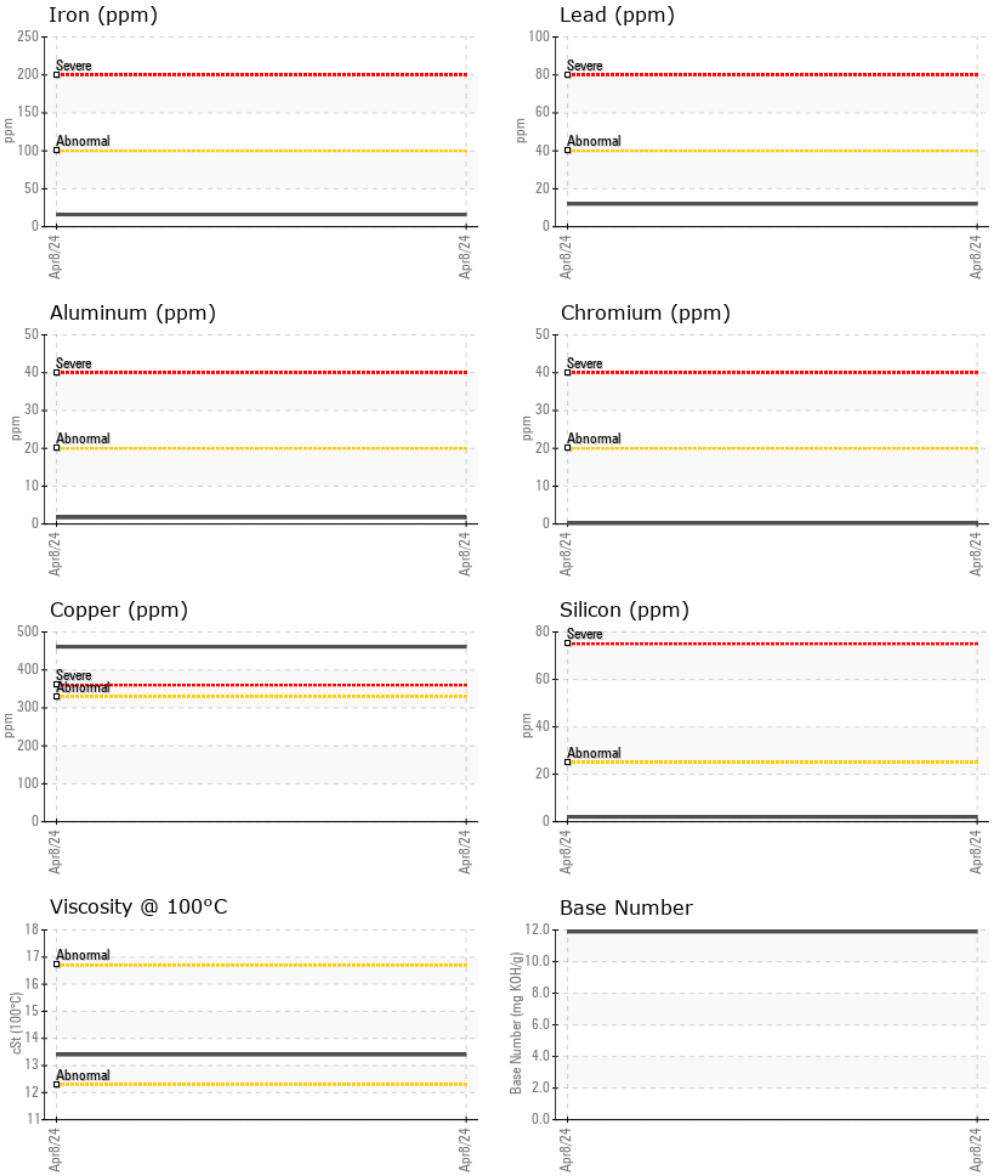 Iron (ppm)
250
200
150
100
50
0
ppm
Severe
Abnormal
Apr8/24
Apr8/24
Lead (ppm)
100
80
60
40
20
0
ppm
Severe
Abnormal
Apr8/24
Apr8/24
Aluminum (ppm)
50
40
30
20
10
0
ppm
Severe
Abnormal
Apr8/24
Apr8/24
Chromium (ppm)
50
40
30
20
10
0
ppm
Severe
Abnormal
Apr8/24
Apr8/24
Copper (ppm)
500
400
300
200
100
0
ppm
Severe
Abnormal
Apr8/24
Apr8/24
Silicon (ppm)
80
60
40
20
0
ppm
Severe
Abnormal
Apr8/24
Apr8/24
Viscosity @ 100°C
18
17
16
15
14
13
12
11
cSt (100°C)
Abnormal
Abnormal
Apr8/24
Apr8/24
Base Number
12.0
10.0
8.0
6.0
4.0
2.0
0.0
Base Number (mg KOH/g)
Apr8/24
Apr8/24